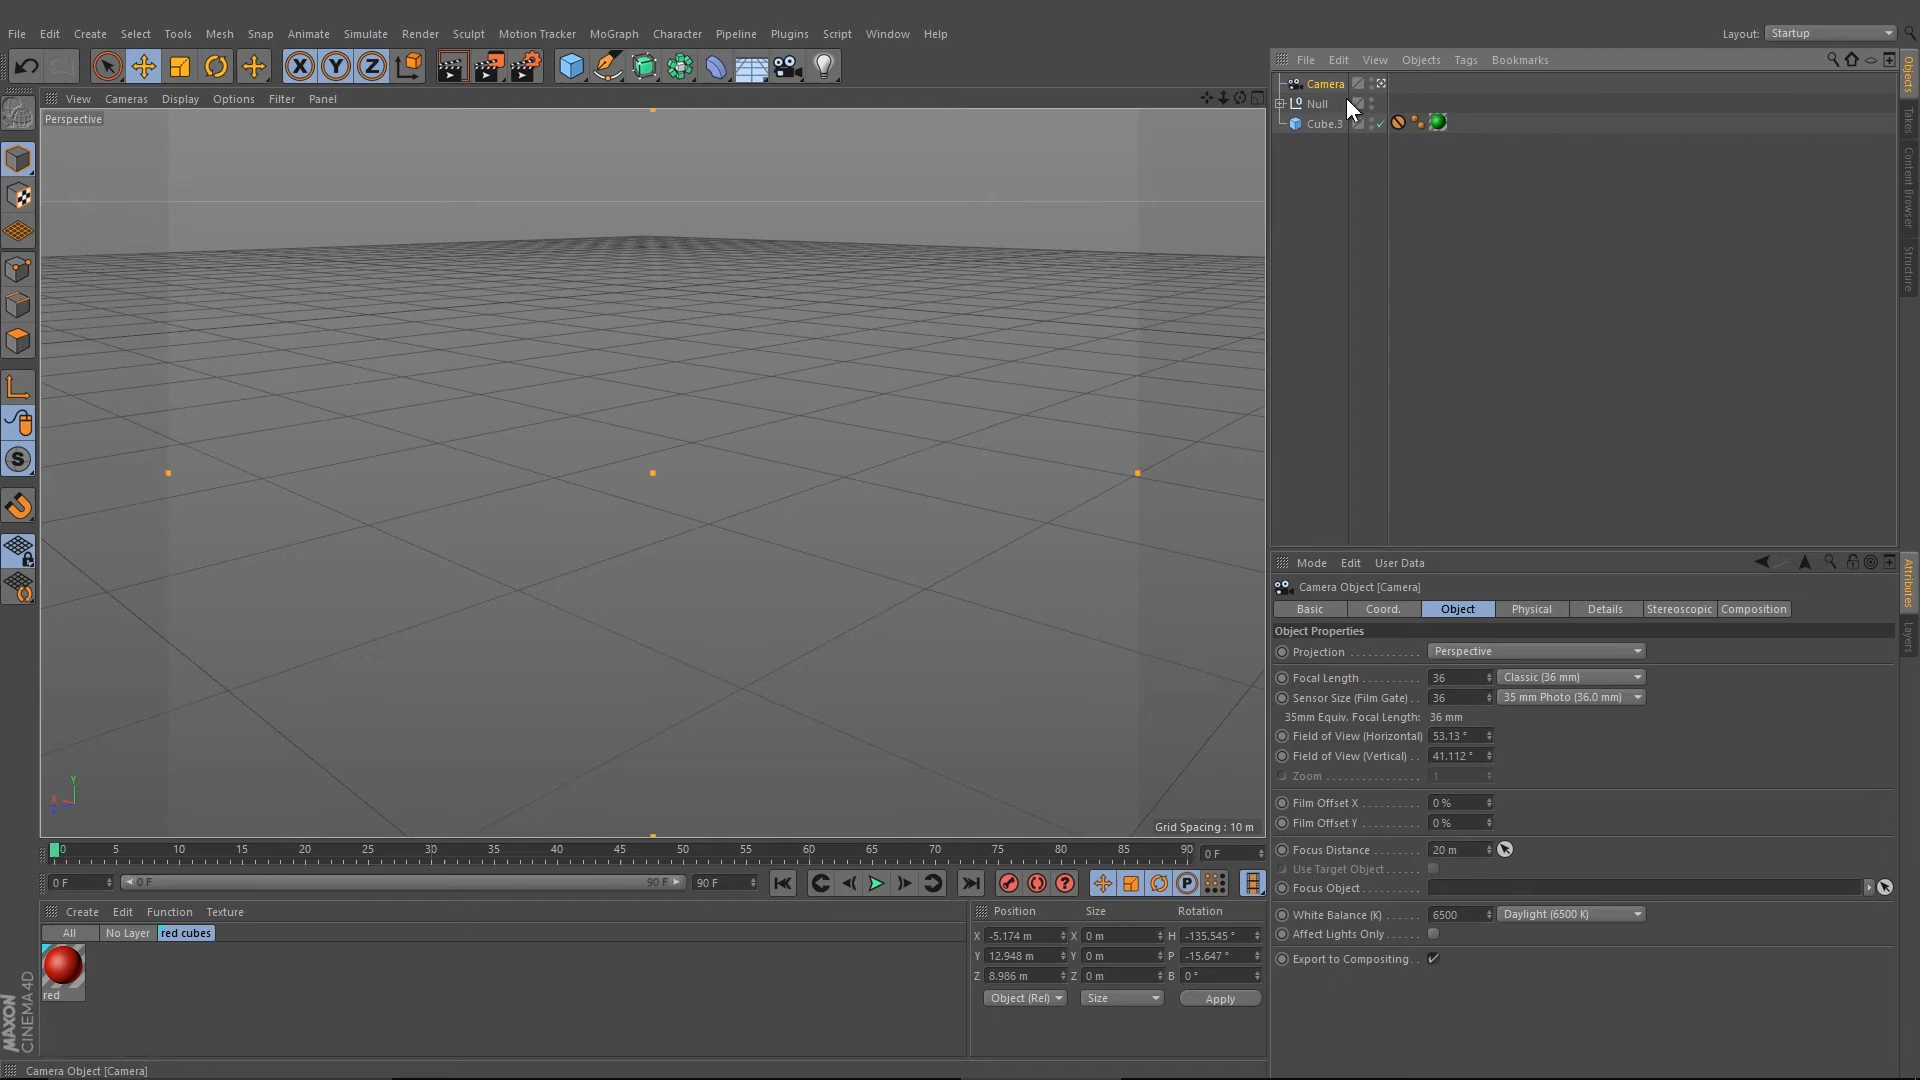 File Edit Create Select Tools Mesh Snap Animate Simulate Render Sculpt Motion Tracker MoGraph Character Pipeline Plugins Script Window Help
Layout: Startup
X Y Z
File Edit View Objects Tags Bookmarks
Camera
Null
Cube.3
Objects
Takes
Content Browser
Structure
View Cameras Display Options Filter Panel
Perspective
Y
X
Z
Grid Spacing : 10 m
S
0 5 10 15 20 25 30 35 40 45 50 55 60 65 70 75 80 85 90
0 F
0 F
0 F
90 F
90 F
P
Create Edit Function Texture
All No Layer red cubes
red
MAXON
CINEMA 4D
Position Size Rotation
X -5.174 m X 0 m H -135.545 °
Y 12.948 m Y 0 m P -15.647 °
Z 8.986 m Z 0 m B 0 °
Object (Rel) Size Apply
Camera Object [Camera]
Mode Edit User Data
Attributes
Layers
Camera Object [Camera]
Basic Coord. Object Physical Details Stereoscopic Composition
Object Properties
Projection . . . . . . . . . . . . Perspective
Focal Length . . . . . . . . . . 36 Classic (36 mm)
Sensor Size (Film Gate) . . 36 35 mm Photo (36.0 mm)
35mm Equiv. Focal Length: 36 mm
Field of View (Horizontal) 53.13 °
Field of View (Vertical) . . 41.112 °
Zoom . . . . . . . . . . . . . . . . 1
Film Offset X . . . . . . . . . . 0 %
Film Offset Y . . . . . . . . . . 0 %
Focus Distance . . . . . . . . 20 m
Use Target Object . . . . . .
Focus Object . . . . . . . . . .
White Balance (K) . . . . . . 6500 Daylight (6500 K)
Affect Lights Only . . . . . .
Export to Compositing . .